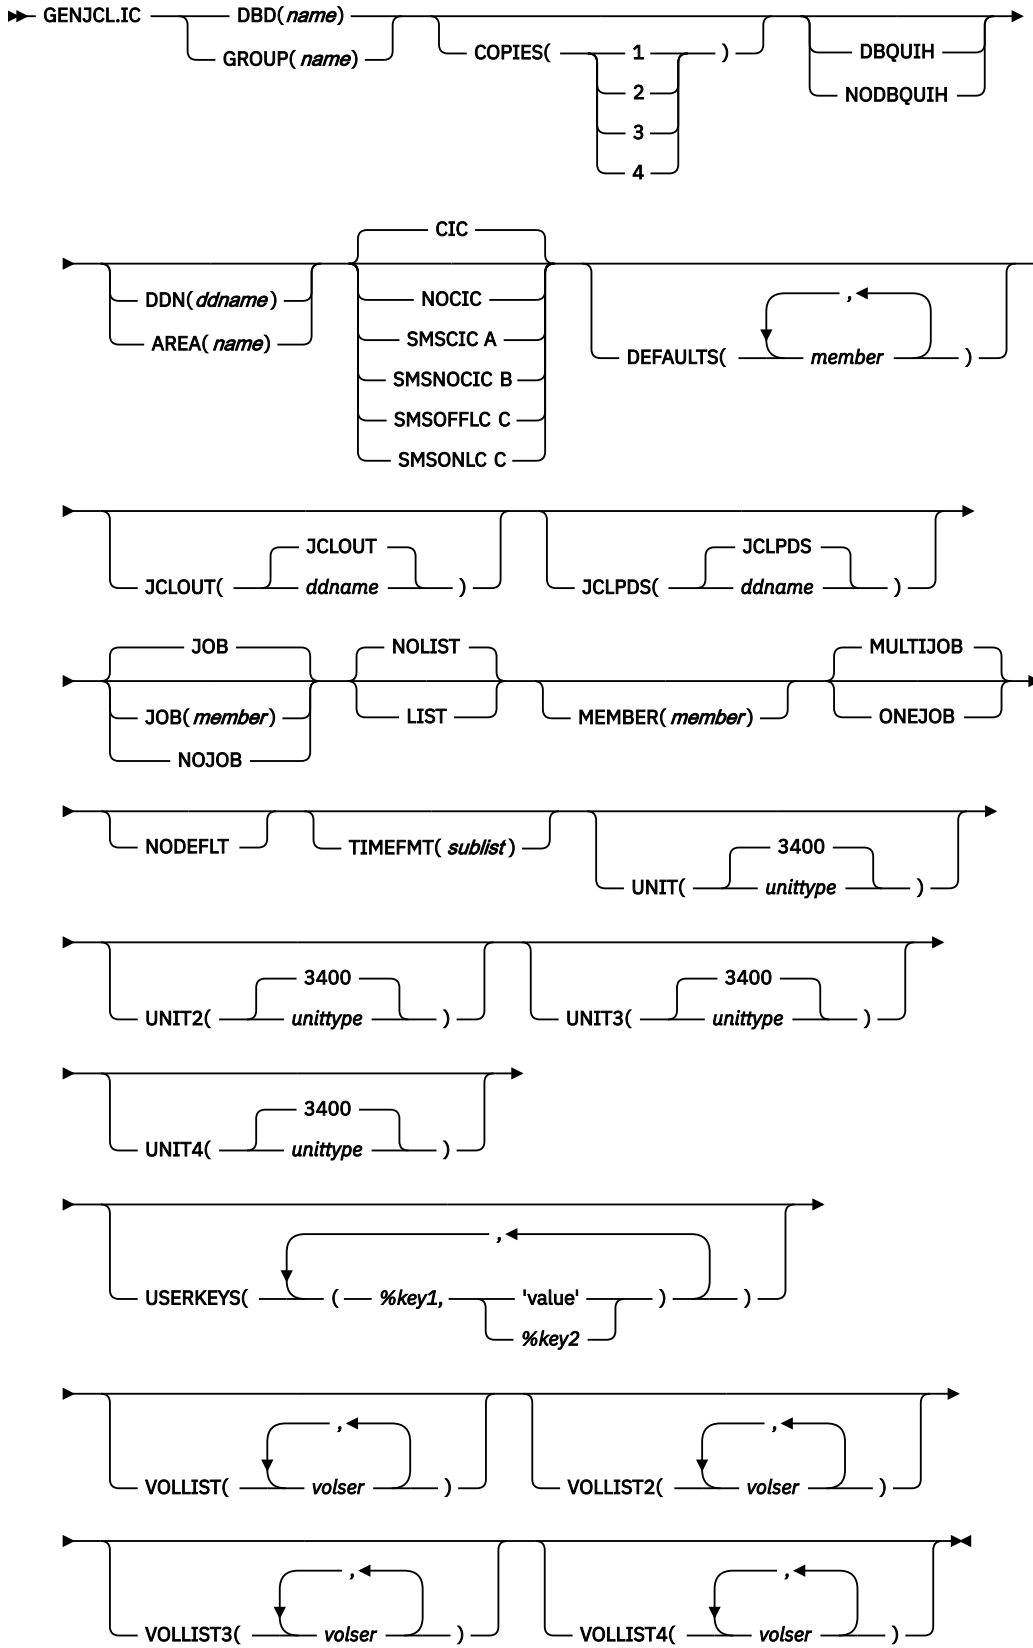 GENJCL.IC DBD(name)
GROUP(name)
COPIES( 1 )
2
3
4
DBQUIH
NODBQUIH
DDN(ddname)
AREA(name)
CIC
NOCIC
SMSCIC A
SMSNOCIC B
SMSOFFLC C
SMSONLC C
,
DEFAULTS( member )
JCLOUT
JCLOUT( ddname )
JCLPDS
JCLPDS( ddname )
JOB
JOB(member)
NOJOB
NOLIST
LIST
MEMBER(member)
MULTIJOB
ONEJOB
NODEFLT
TIMEFMT( sublist )
3400
UNIT( unittype )
3400
UNIT2( unittype )
3400
UNIT3( unittype )
3400
UNIT4( unittype )
,
USERKEYS( ( %key1, 'value' ) )
%key2
,
VOLLIST( volser )
,
VOLLIST2( volser )
,
VOLLIST3( volser )
,
VOLLIST4( volser )